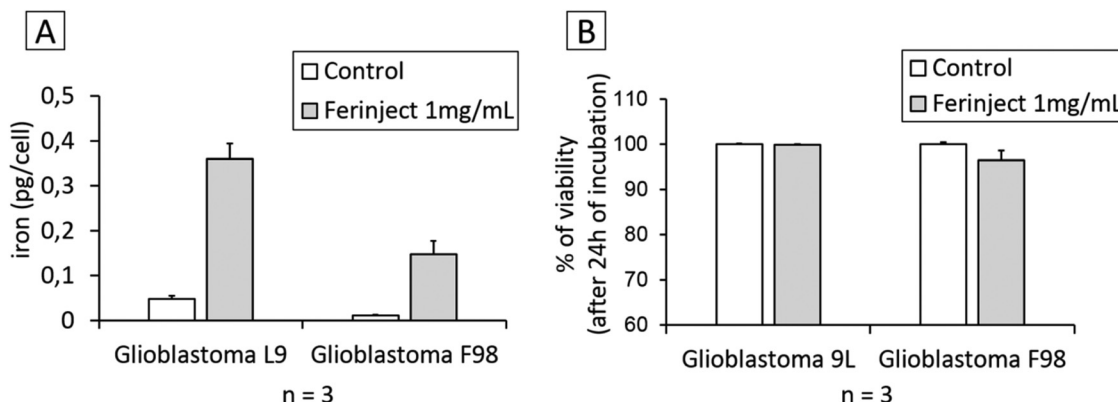 A
Control
Ferinject 1mg/mL
iron (pg/cell)
0,5
0,4
0,3
0,2
0,1
0
Glioblastoma L9
Glioblastoma F98
n = 3
B
Control
Ferinject 1mg/mL
% of viability
(after 24h of incubation)
110
100
90
80
70
60
Glioblastoma 9L
Glioblastoma F98
n = 3